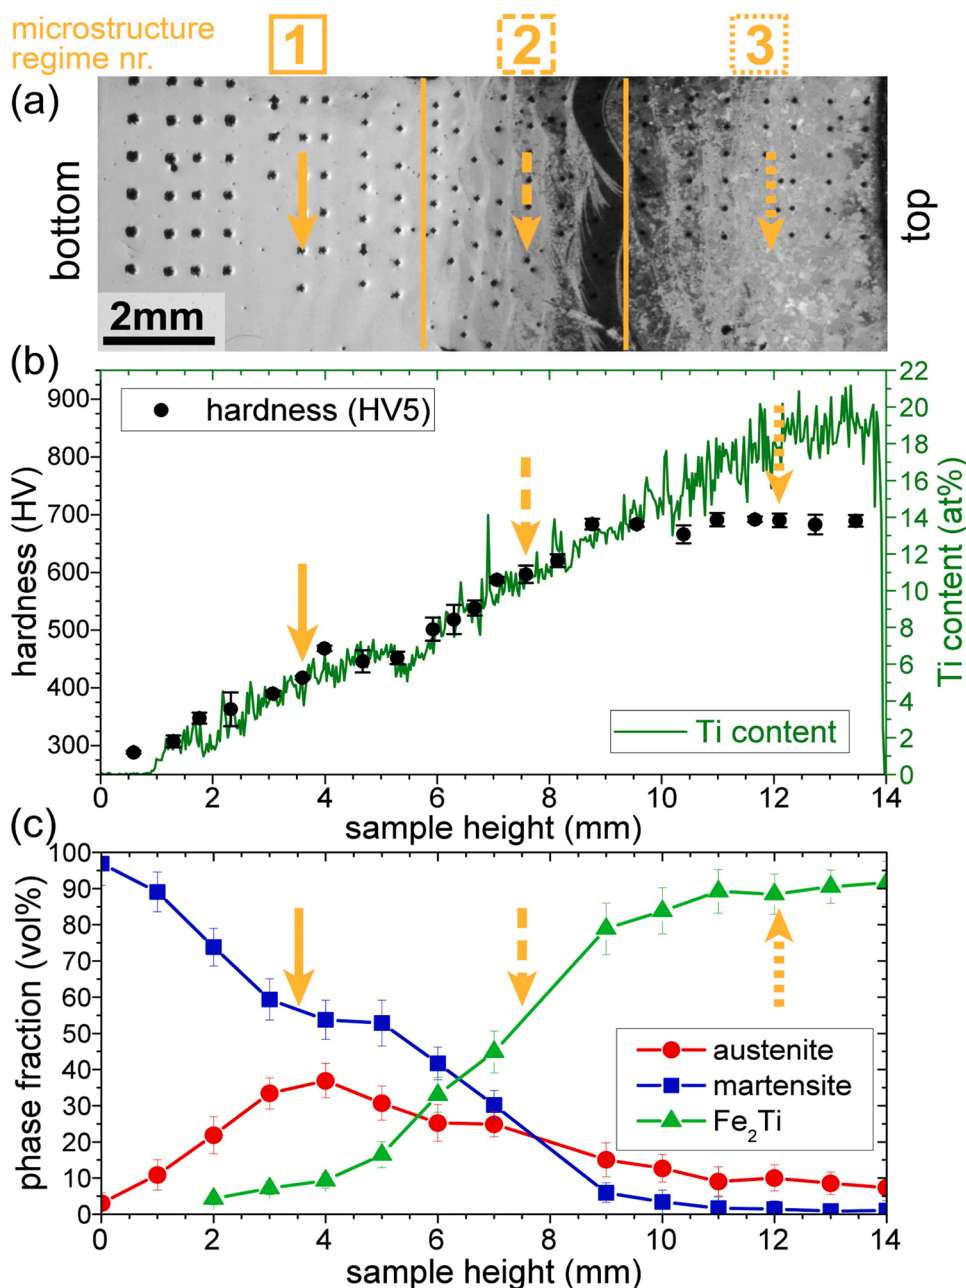 microstructure
regime nr.
1
2
3
(a)
bottom
top
2mm
(b)
hardness (HV5)
900
800
700
600
500
400
300
hardness (HV)
22
20
18
16
14
12
10
8
6
4
2
0
Ti content (at%)
Ti content
0 2 4 6 8 10 12 14
sample height (mm)
(c)
100
90
80
70
60
50
40
30
20
10
0
phase fraction (vol%)
austenite
martensite
Fe₂Ti
0 2 4 6 8 10 12 14
sample height (mm)